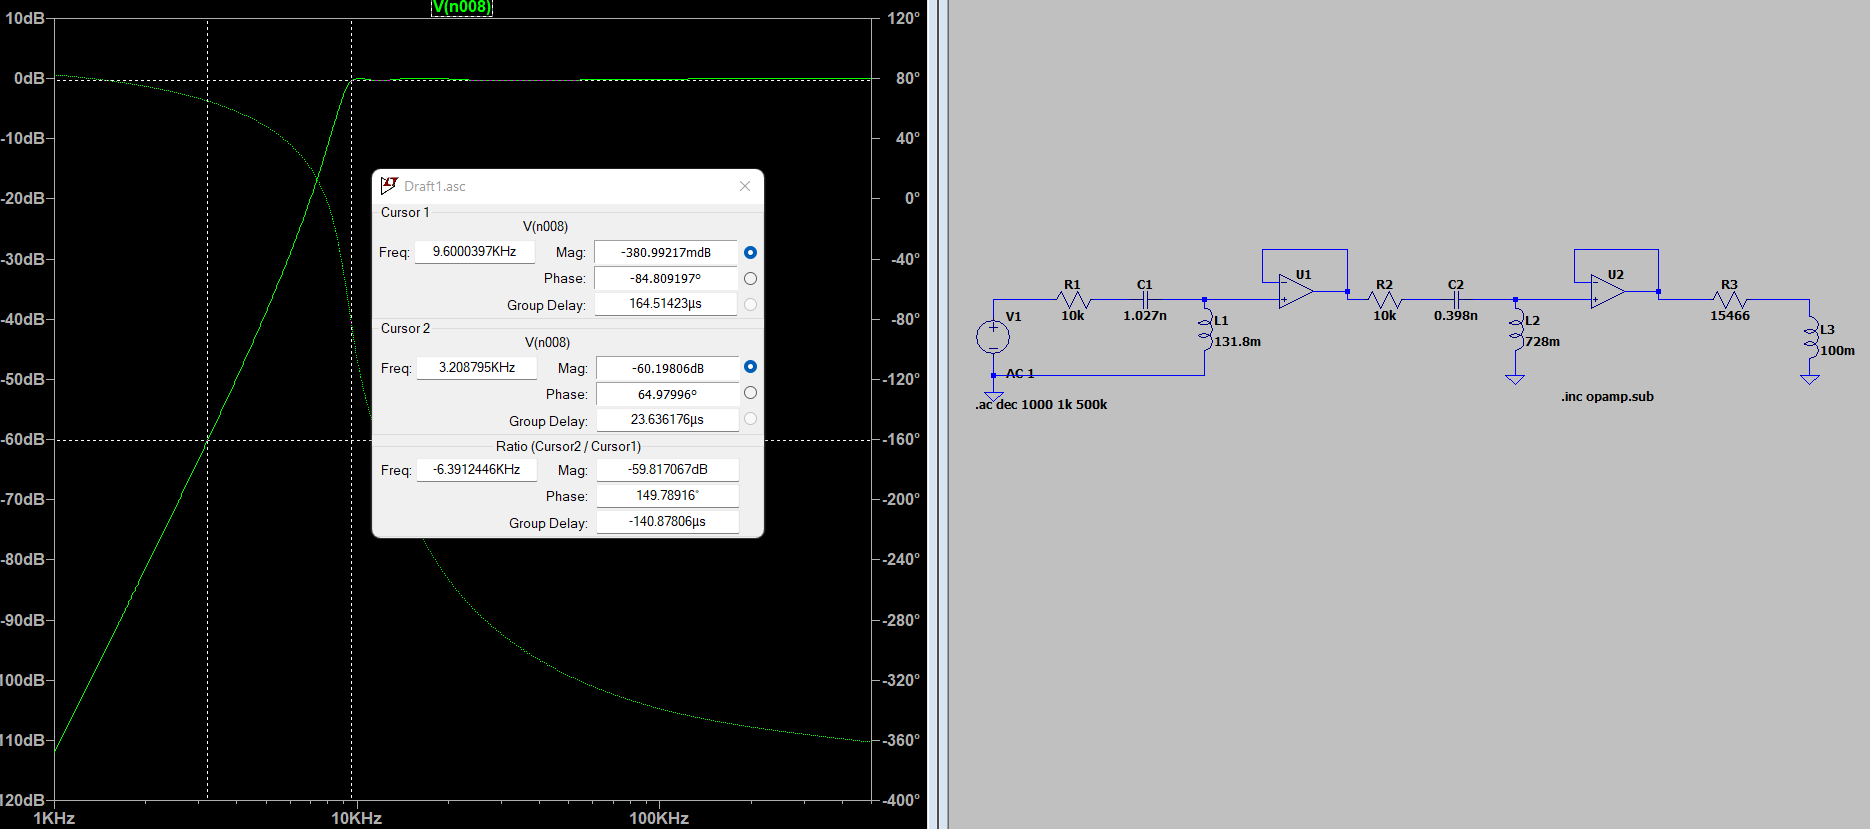 V(n008)
10dB
0dB
-10dB
-20dB
-30dB
-40dB
-50dB
-60dB
-70dB
-80dB
-90dB
100dB
110dB
120dB
120°
80°
40°
0°
-40°
-80°
-120°
-160°
-200°
-240°
-280°
-320°
-360°
-400°
1KHz
10KHz
100KHz
Draft1.asc
Cursor 1
V(n008)
Freq: 9.6000397KHz Mag: -380.99217mdB
Phase: -84.809197°
Group Delay: 164.51423µs
Cursor 2
V(n008)
Freq: 3.208795KHz Mag: -60.19806dB
Phase: 64.97996°
Group Delay: 23.636176µs
Ratio (Cursor2 / Cursor1)
Freq: -6.3912446KHz Mag: -59.817067dB
Phase: 149.78916°
Group Delay: -140.87806µs
V1
AC 1
.ac dec 1000 1k 500k
R1
10k
C1
1.027n
L1
131.8m
U1
R2
10k
C2
0.398n
L2
728m
U2
R3
15466
L3
100m
.inc opamp.sub